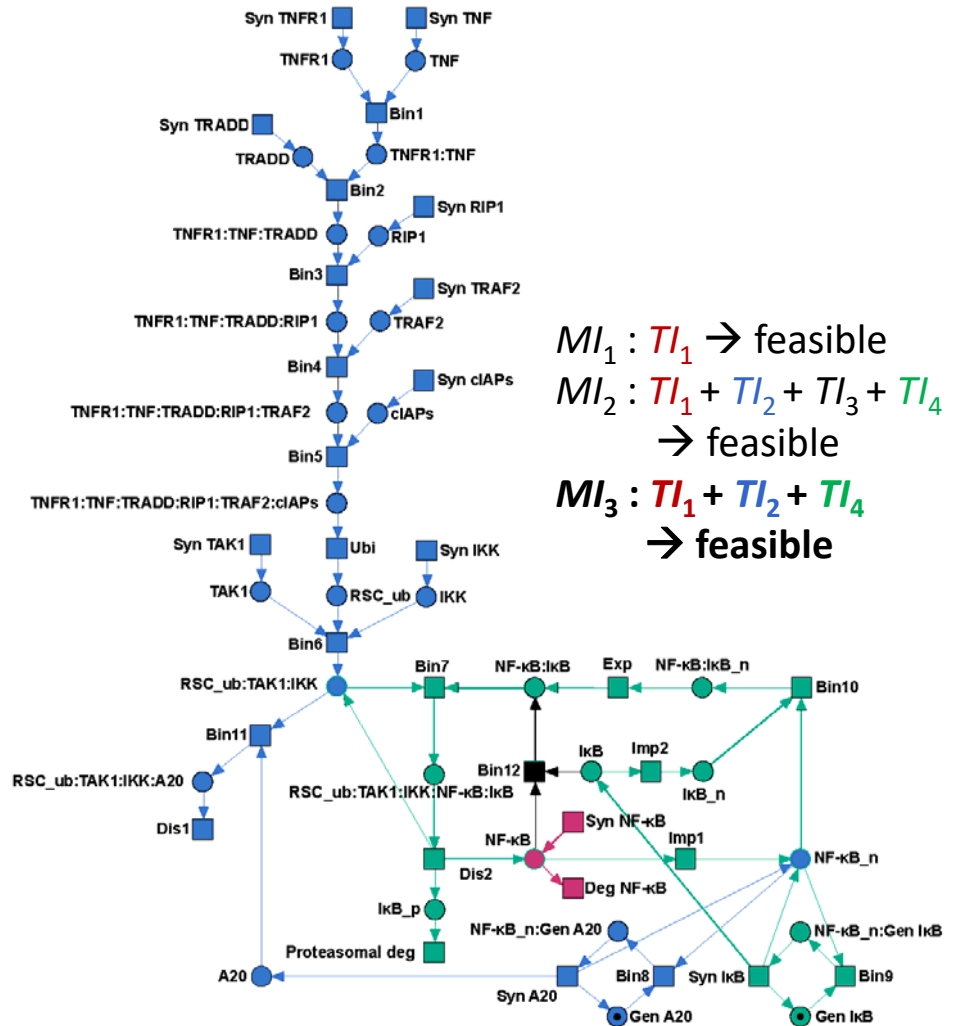 Syn TNFR1
Syn TNF
TNFR1
TNF
Bin1
Syn TRADD
TRADD
TNFR1:TNF
Bin2
Syn RIP1
TNFR1:TNF:TRADD
RIP1
Bin3
Syn TRAF2
TNFR1:TNF:TRADD:RIP1
TRAF2
Bin4
Syn cIAPs
TNFR1:TNF:TRADD:RIP1:TRAF2
cIAPs
Bin5
TNFR1:TNF:TRADD:RIP1:TRAF2:cIAPs
Syn TAK1
Ubi
Syn IKK
TAK1
RSC_ub
IKK
Bin6
RSC_ub:TAK1:IKK
Bin7
NF-κB:IκB
Exp
NF-κB:IκB_n
Bin10
Bin11
IκB
Imp2
Bin12
IκB_n
RSC_ub:TAK1:IKK:A20
RSC_ub:TAK1:IKK:NF-κB:IκB
Dis1
Syn NF-κB
NF-κB
Imp1
NF-κB_n
Dis2
Deg NF-κB
IκB_p
NF-κB_n:Gen A20
NF-κB_n:Gen IκB
Proteasomal deg
A20
Syn A20
Bin8
Syn IκB
Bin9
Gen A20
Gen IκB
MI₁ : TI₁ → feasible
MI₂ : TI₁ + TI₂ + TI₃ + TI₄
→ feasible
MI₃ : TI₁ + TI₂ + TI₄
→ feasible